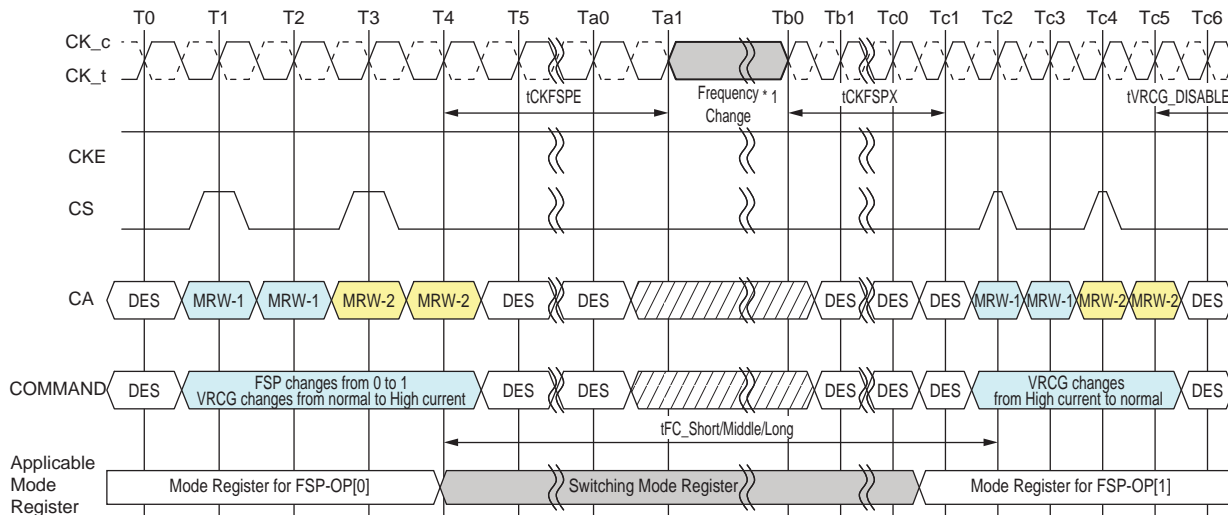 T0 T1 T2 T3 T4 T5 Ta0 Ta1 Tb0 Tb1 Tc0 Tc1 Tc2 Tc3 Tc4 Tc5 Tc6
CK_c
CK_t
tCKFSPE
Frequency * 1
Change
tCKFSPX
tVRCG_DISABLE
CKE
CS
CA DES MRW-1 MRW-1 MRW-2 MRW-2 DES DES DES DES DES MRW-1 MRW-1 MRW-2 MRW-2 DES
COMMAND DES FSP changes from 0 to 1
VRCG changes from normal to High current
DES DES DES DES DES VRCG changes
from High current to normal
DES
tFC_Short/Middle/Long
Applicable
Mode
Register
Mode Register for FSP-OP[0] Switching Mode Register Mode Register for FSP-OP[1]